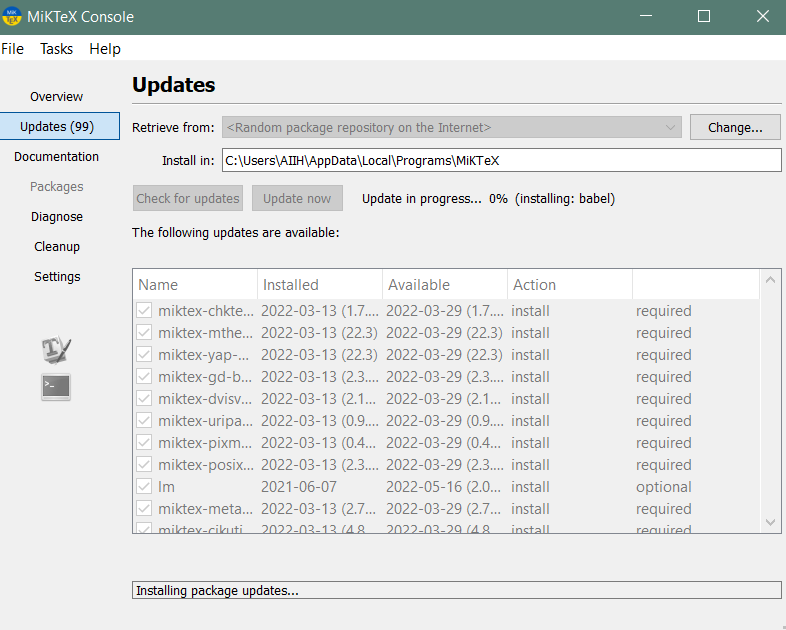 MiKTeX Console
File Tasks Help
Overview
Updates (99)
Documentation
Packages
Diagnose
Cleanup
Settings
Updates
Retrieve from: <Random package repository on the Internet> Change...
Install in: C:\Users\AIIH\AppData\Local\Programs\MiKTeX
Check for updates Update now Update in progress... 0% (installing: babel)
The following updates are available:
Name Installed Available Action
miktex-chkte... 2022-03-13 (1.7.... 2022-03-29 (1.7.... install required
miktex-mthe... 2022-03-13 (22.3) 2022-03-29 (22.3) install required
miktex-yap-... 2022-03-13 (22.3) 2022-03-29 (22.3) install required
miktex-gd-b... 2022-03-13 (2.3.... 2022-03-29 (2.3.... install required
miktex-dvisv... 2022-03-13 (2.1... 2022-03-29 (2.1... install required
miktex-uripa... 2022-03-13 (0.9... 2022-03-29 (0.9... install required
miktex-pixm... 2022-03-13 (0.4... 2022-03-29 (0.4... install required
miktex-posix... 2022-03-13 (2.3.... 2022-03-29 (2.3.... install required
lm 2021-06-07 2022-05-16 (2.0... install optional
miktex-meta... 2022-03-13 (2.7... 2022-03-29 (2.7... install required
miktex-cjkuti... 2022-03-13 (4.8... 2022-03-29 (4.8... install required
Installing package updates...